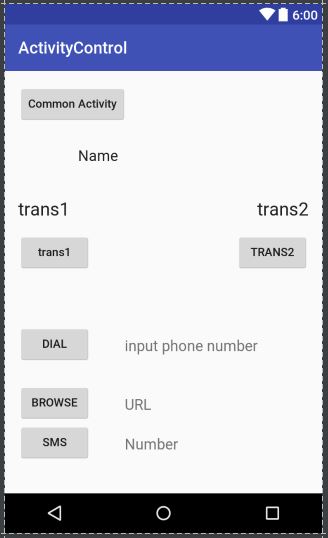 6:00
ActivityControl
Common Activity
Name
trans1 trans2
trans1 TRANS2
DIAL input phone number
BROWSE URL
SMS Number